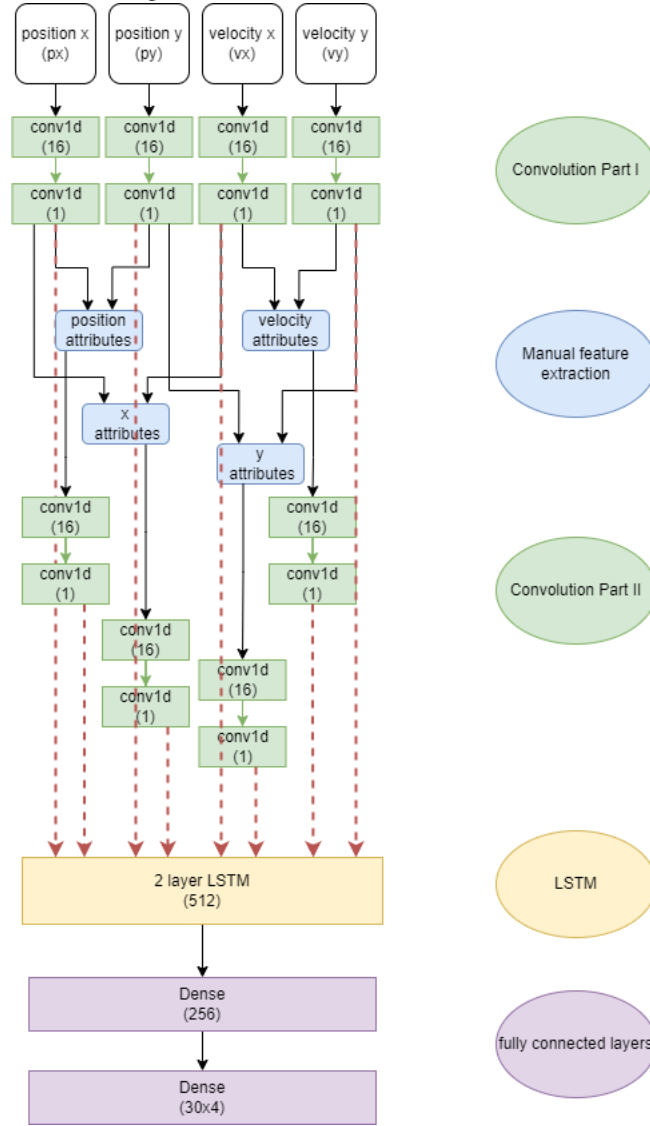 position x
(px)
position y
(py)
velocity x
(vx)
velocity y
(vy)
conv1d
(16)
conv1d
(16)
conv1d
(16)
conv1d
(16)
Convolution Part I
conv1d
(1)
conv1d
(1)
conv1d
(1)
conv1d
(1)
position
attributes
velocity
attributes
Manual feature
extraction
x
attributes
y
attributes
conv1d
(16)
conv1d
(16)
conv1d
(1)
conv1d
(1)
Convolution Part II
conv1d
(16)
conv1d
(16)
conv1d
(1)
conv1d
(1)
2 layer LSTM
(512)
LSTM
Dense
(256)
fully connected layers
Dense
(30x4)